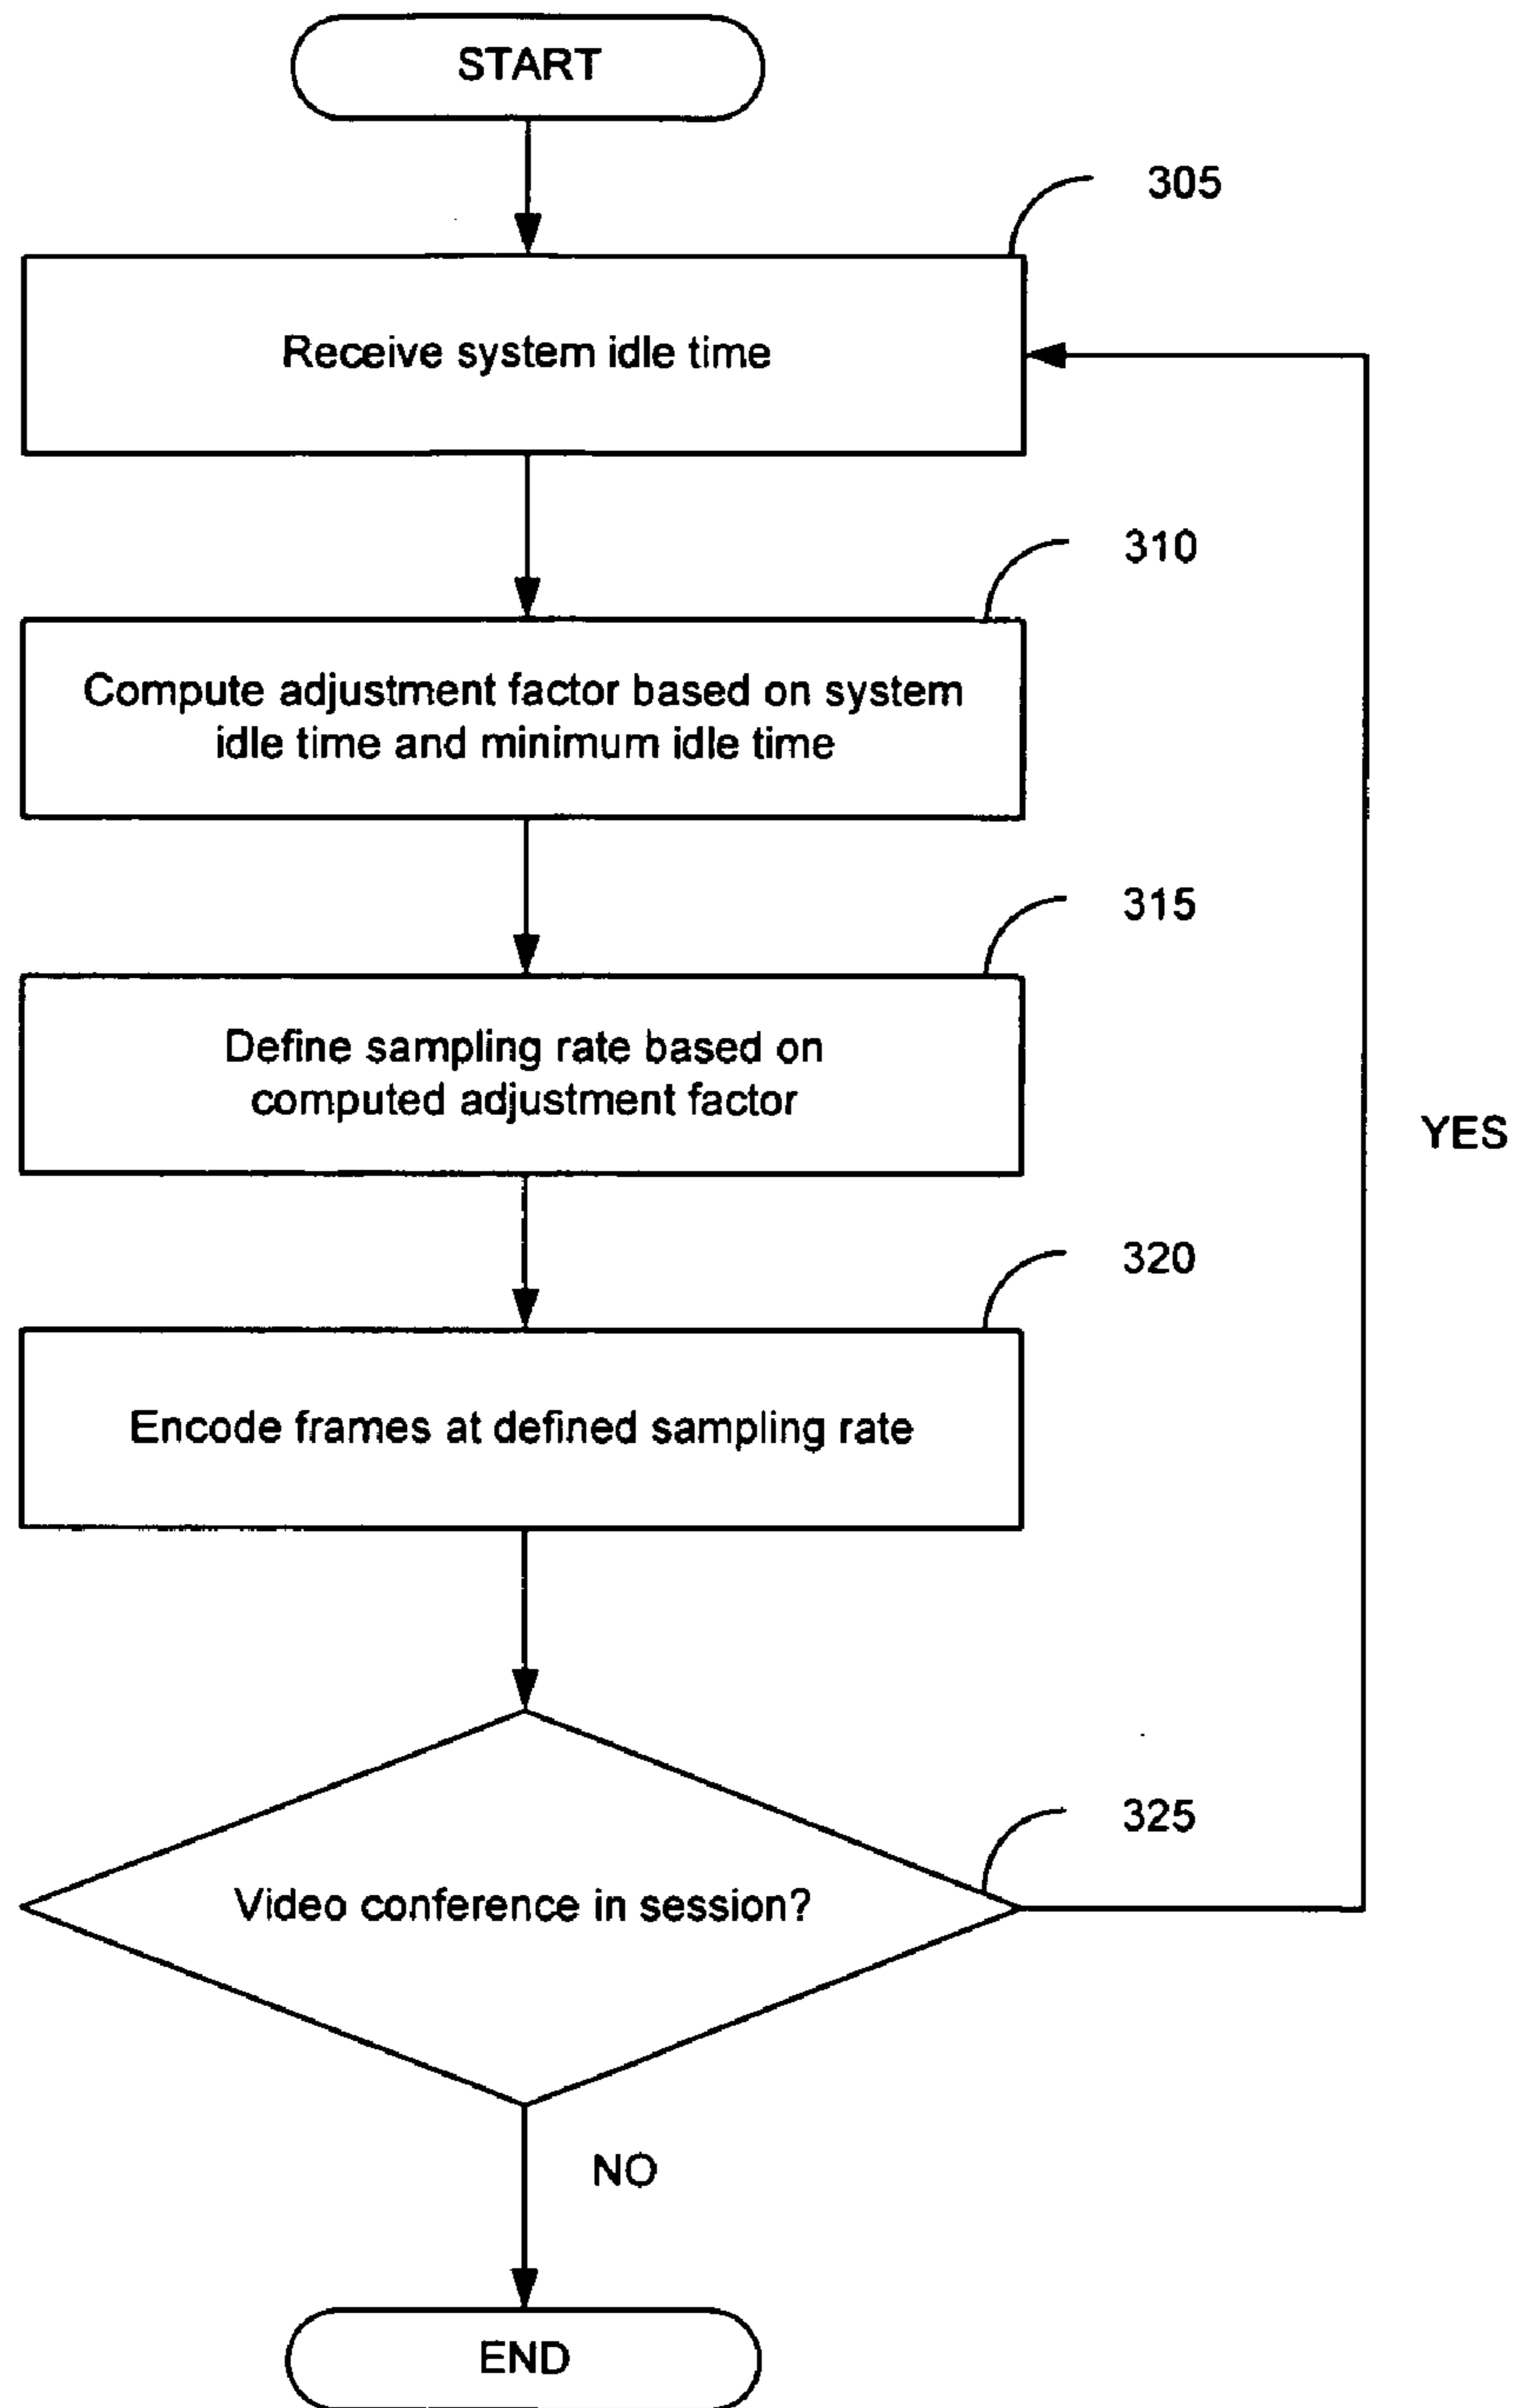 START
305
Receive system idle time
310
Compute adjustment factor based on system
idle time and minimum idle time
315
Define sampling rate based on
computed adjustment factor
YES
320
Encode frames at defined sampling rate
325
Video conference in session?
NO
END